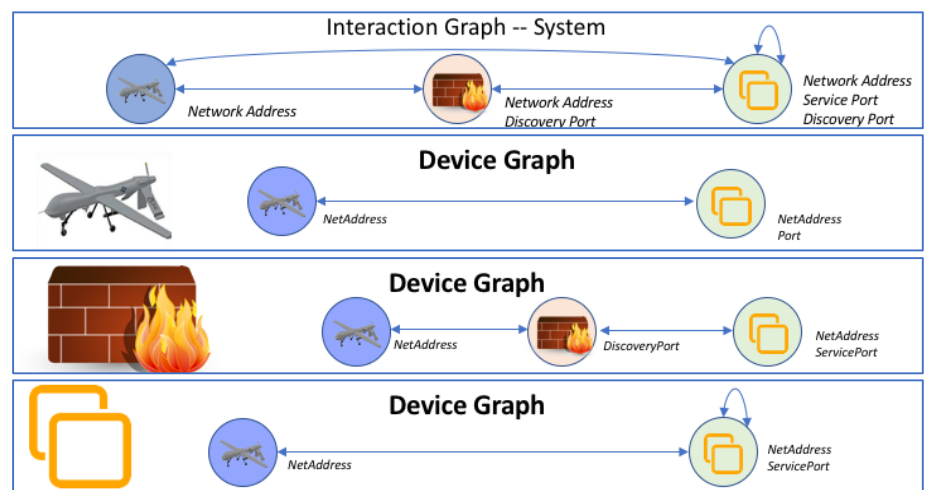 Interaction Graph -- System
Network Address
Network Address
Discovery Port
Network Address
Service Port
Discovery Port
Device Graph
NetAddress
NetAddress
Port
Device Graph
NetAddress
DiscoveryPort
NetAddress
ServicePort
Device Graph
NetAddress
NetAddress
ServicePort